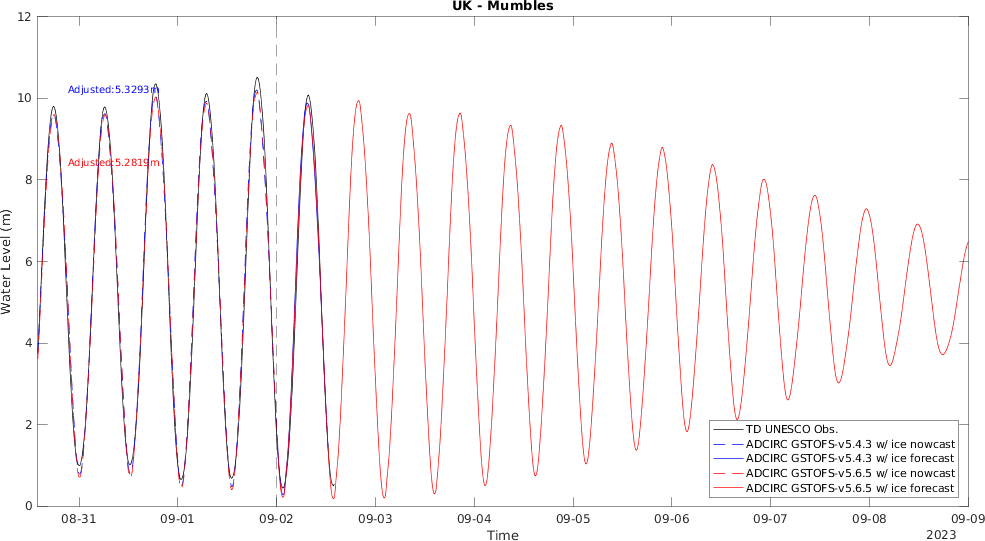 UK - Mumbles
12
10
8
6
4
2
0
Water Level (m)
Adjusted:5.3293m
Adjusted:5.2819m
TD UNESCO Obs.
ADCIRC GSTOFS-v5.4.3 w/ ice nowcast
ADCIRC GSTOFS-v5.4.3 w/ ice forecast
ADCIRC GSTOFS-v5.6.5 w/ ice nowcast
ADCIRC GSTOFS-v5.6.5 w/ ice forecast
08-31 09-01 09-02 09-03 09-04 09-05 09-06 09-07 09-08 09-09
Time
2023